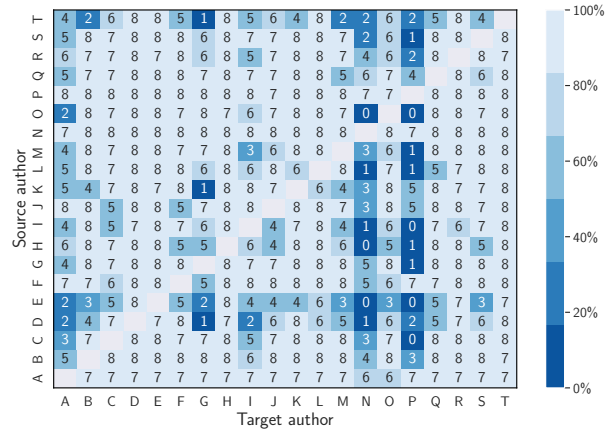 T 4 2 6 8 8 5 1 8 5 6 4 8 2 2 6 2 5 8 4
S 5 8 7 8 8 7 6 8 8 8 8 8 7 2 6 1 8 8 8
R 6 7 7 8 8 7 6 8 5 7 8 8 7 4 6 2 8 8 7
Q 5 7 7 8 8 8 7 8 7 7 8 8 5 6 7 4 8 6 8
P 8 8 8 8 8 8 8 8 8 8 8 8 8 7 7 8 8 8 8
O 2 8 7 8 8 7 8 7 6 7 8 8 7 0 0 8 7 7 8
N 7 8 8 8 8 8 8 8 8 8 8 8 8 8 7 8 8 8 8
M 4 8 7 8 8 7 7 8 3 6 8 8 3 6 1 8 8 8 8
L 5 8 7 8 8 8 6 8 6 8 6 8 1 7 1 5 7 8 8
K 5 4 7 8 7 8 1 8 8 7 6 4 3 8 5 8 7 7 8
J 8 8 5 8 8 5 7 8 8 8 8 7 3 8 5 8 8 7 8
I 4 8 5 7 8 7 6 8 4 7 8 4 1 6 0 7 6 7 8
H 6 8 7 8 8 5 5 6 4 8 8 6 0 5 1 8 8 5 8
G 4 8 7 8 8 8 8 7 7 8 8 8 5 8 1 8 8 8 8
F 7 7 6 8 8 5 8 8 8 8 8 8 5 6 7 7 8 8 8
E 2 3 5 8 5 2 8 4 4 4 6 3 0 3 0 5 7 3 7
D 2 4 7 7 8 1 7 2 6 8 6 5 1 6 2 5 7 6 8
C 3 7 8 8 8 7 8 5 7 8 8 8 3 7 0 8 8 8 8
B 5 8 8 8 8 7 8 6 7 8 8 8 4 8 3 8 8 8 7
A 7 7 7 7 7 7 7 7 7 7 7 7 6 6 7 7 7 7 7
A B C D E F G H I J K L M N O P Q R S T
Target author
Source author
100%
80%
60%
40%
20%
0%